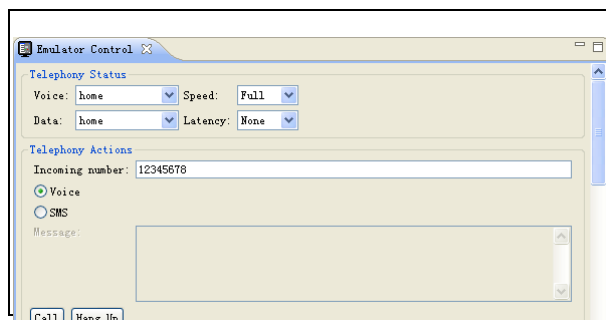 Emulator Control
Telephony Status
Voice: home Speed: Full
Data: home Latency: None
Telephony Actions
Incoming number: 12345678
Voice
SMS
Message:
Call Hang Up